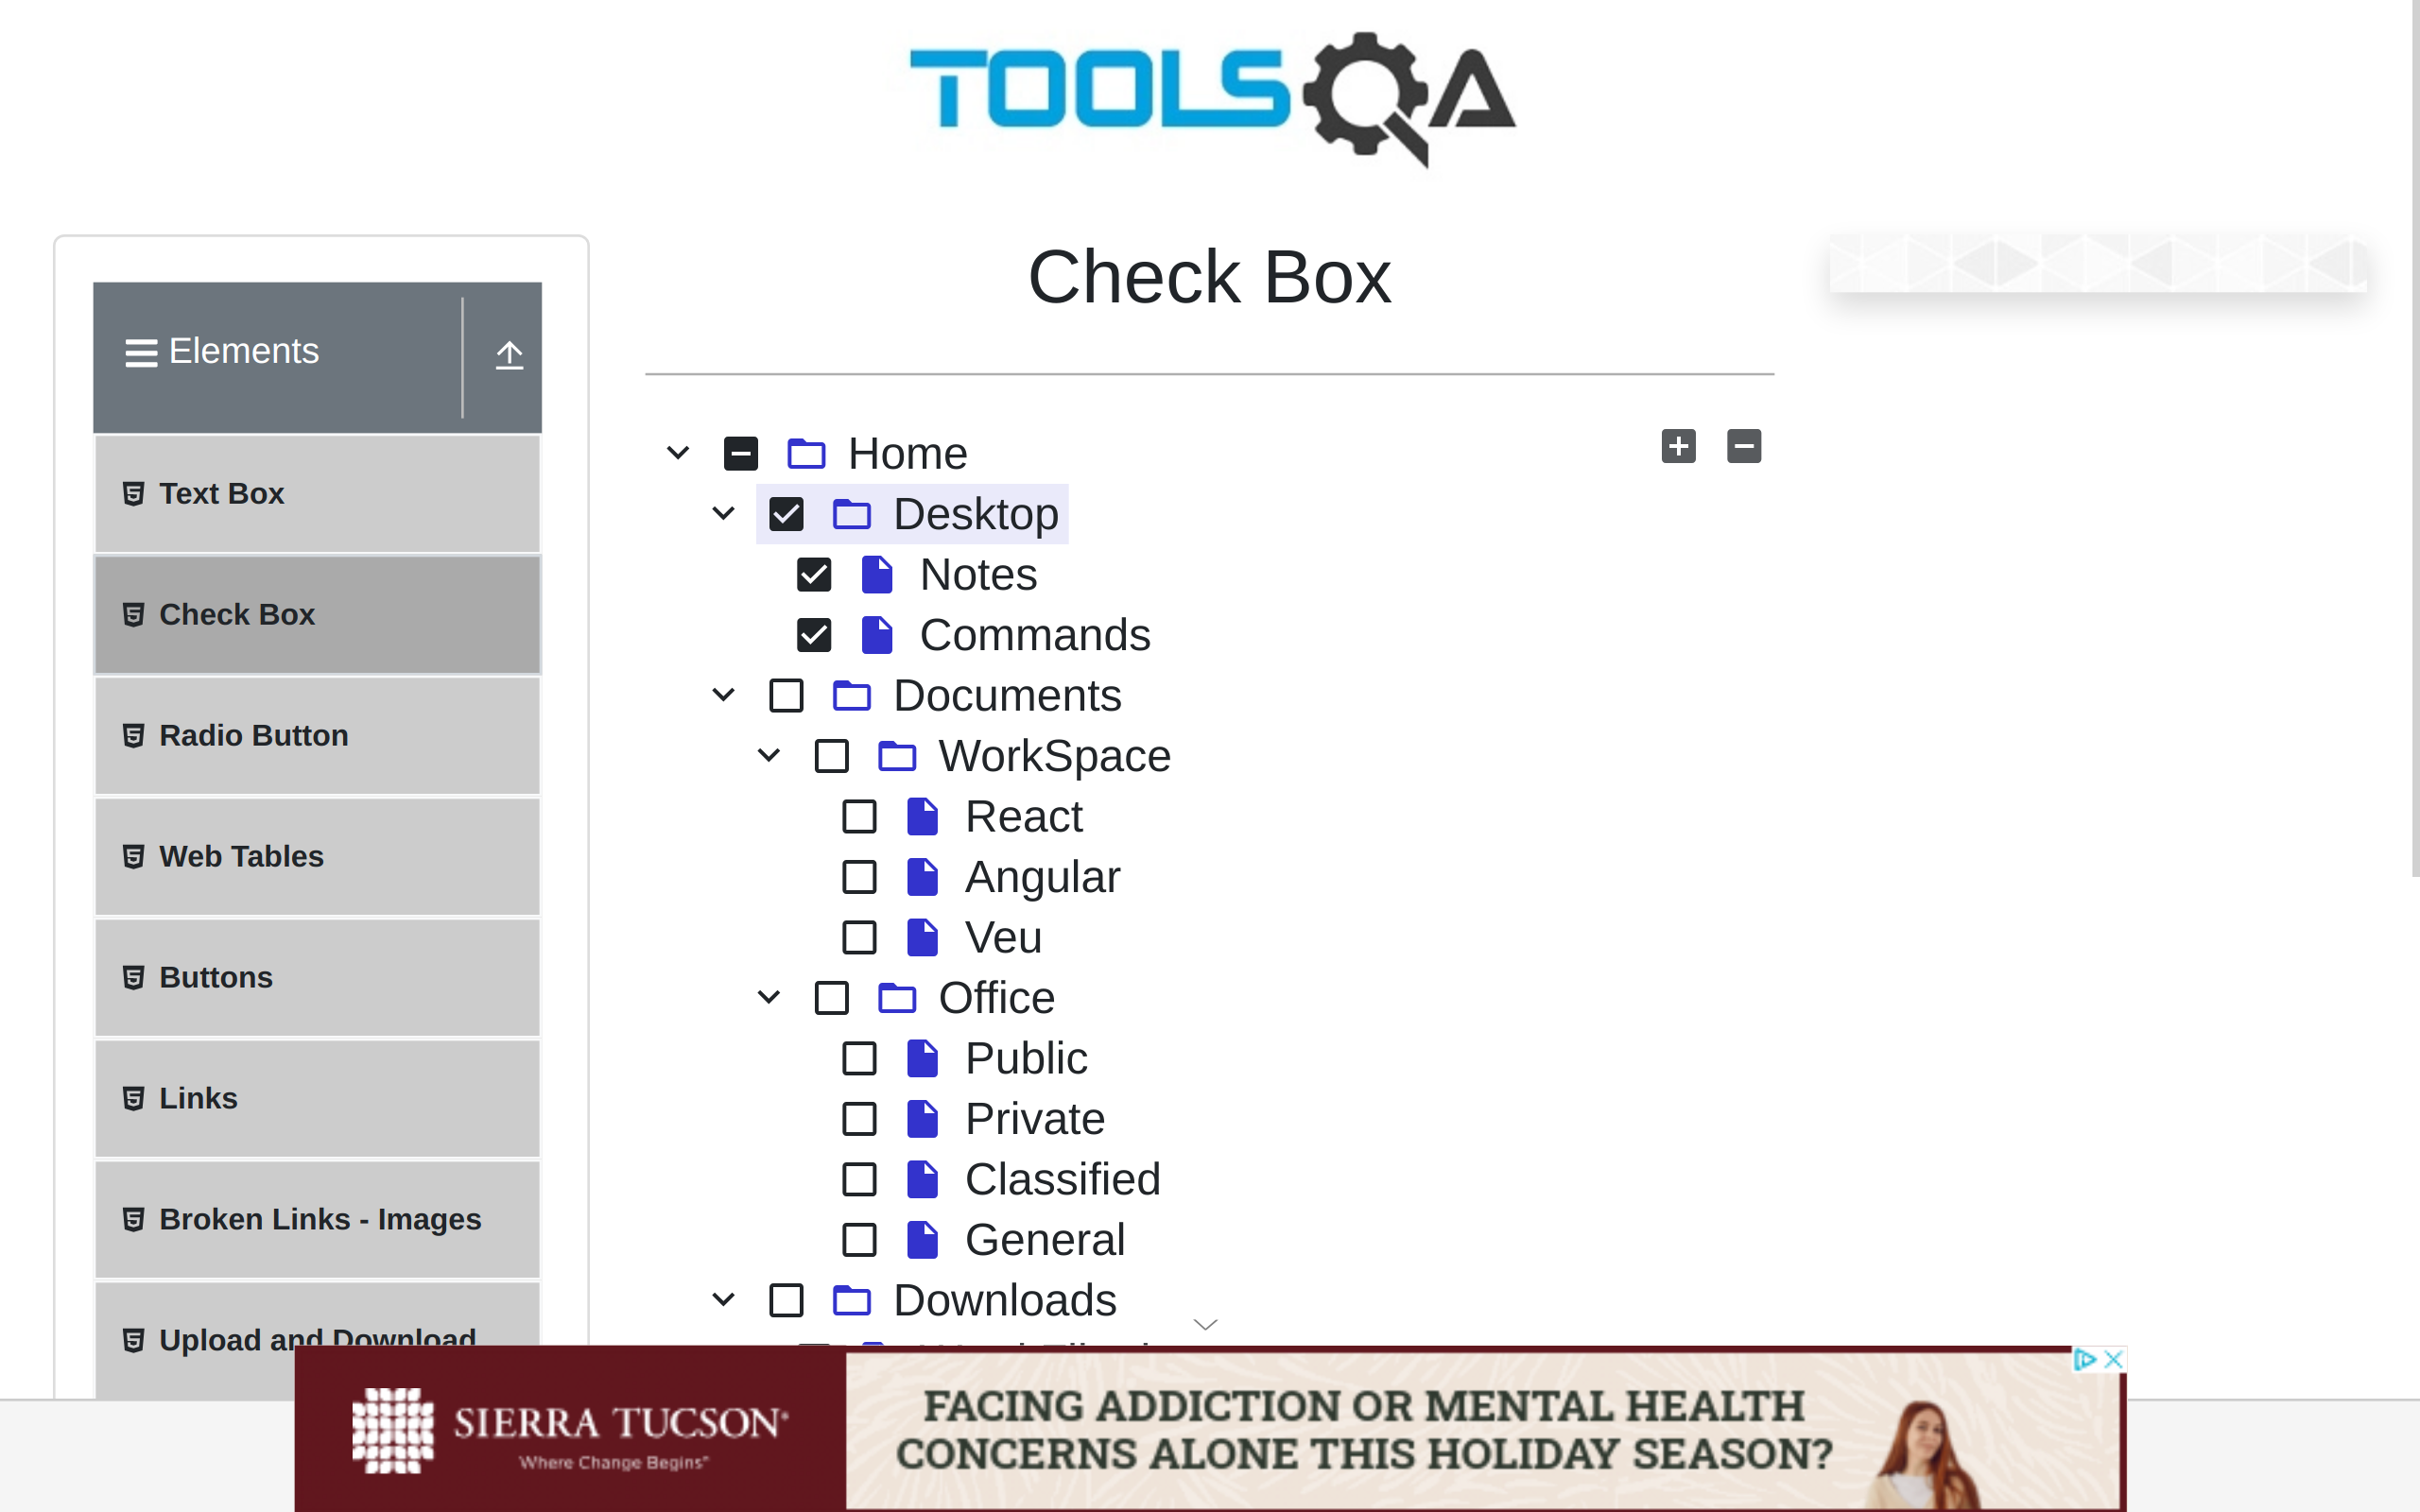 TOOLSQA
Check Box
Elements
Text Box
Check Box
Radio Button
Web Tables
Buttons
Links
Broken Links - Images
Upload and Download
Home
Desktop
Notes
Commands
Documents
WorkSpace
React
Angular
Veu
Office
Public
Private
Classified
General
Downloads
SIERRA TUCSON®
Where Change Begins®
FACING ADDICTION OR MENTAL HEALTH
CONCERNS ALONE THIS HOLIDAY SEASON?